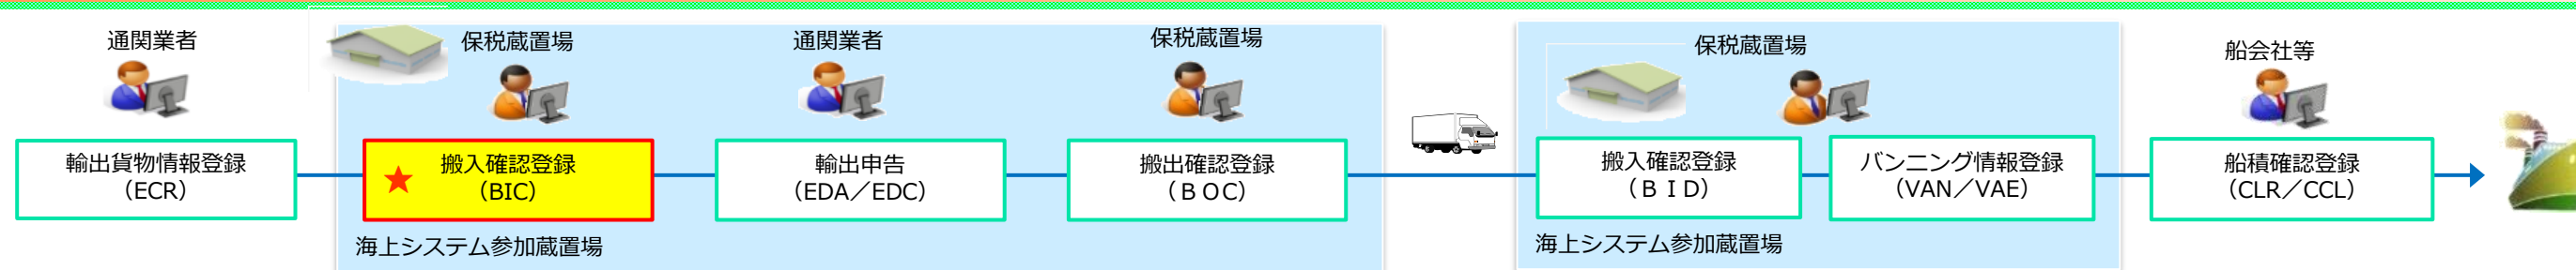 通関業者
輸出貨物情報登録
(ECR)
保税蔵置場
★ 搬入確認登録
(BIC)
通関業者
輸出申告
(EDA/EDC)
保税蔵置場
搬出確認登録
(BOC)
海上システム参加蔵置場
保税蔵置場
搬入確認登録
(BID)
バンニング情報登録
(VAN/VAE)
海上システム参加蔵置場
船会社等
船積確認登録
(CLR/CCL)